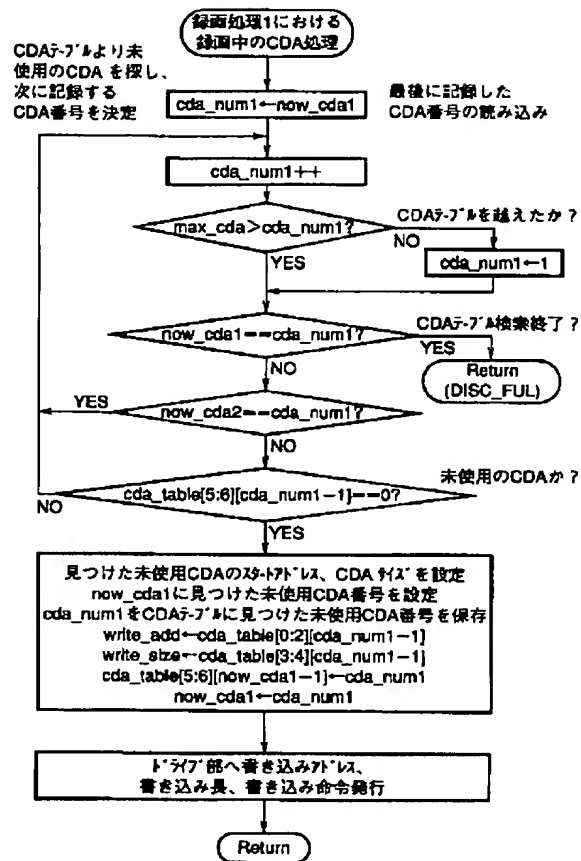 録画処理1における
録画中のCDA処理
CDAﾃｰﾌﾞﾙより未
使用のCDA を探し、
次に記録する
CDA番号を決定
cda_num1←now_cda1
最後に記録した
CDA番号の読み込み
cda_num1++
max_cda>cda_num1?
CDAﾃｰﾌﾞﾙを越えたか？
NO
YES
cda_num1←1
now_cda1==cda_num1?
CDAﾃｰﾌﾞﾙ検索終了？
YES
NO
Return
(DISC_FUL)
YES
now_cda2==cda_num1?
NO
未使用のCDAか？
NO
cda_table[5:6][cda_num1−1]==0?
YES
見つけた未使用CDAのｽﾀｰﾄｱﾄﾞﾚｽ、CDA ｻｲｽﾞを設定
now_cda1に見つけた未使用CDA番号を設定
cda_num1をCDAﾃｰﾌﾞﾙに見つけた未使用CDA番号を保存
write_add←cda_table[0:2][cda_num1−1]
write_size←cda_table[3:4][cda_num1−1]
cda_table[5:6][now_cda1−1]←cda_num1
now_cda1←cda_num1
ﾄﾞﾗｲﾌﾞ部へ書き込みｱﾄﾞﾚｽ、
書き込み長、書き込み命令発行
Return